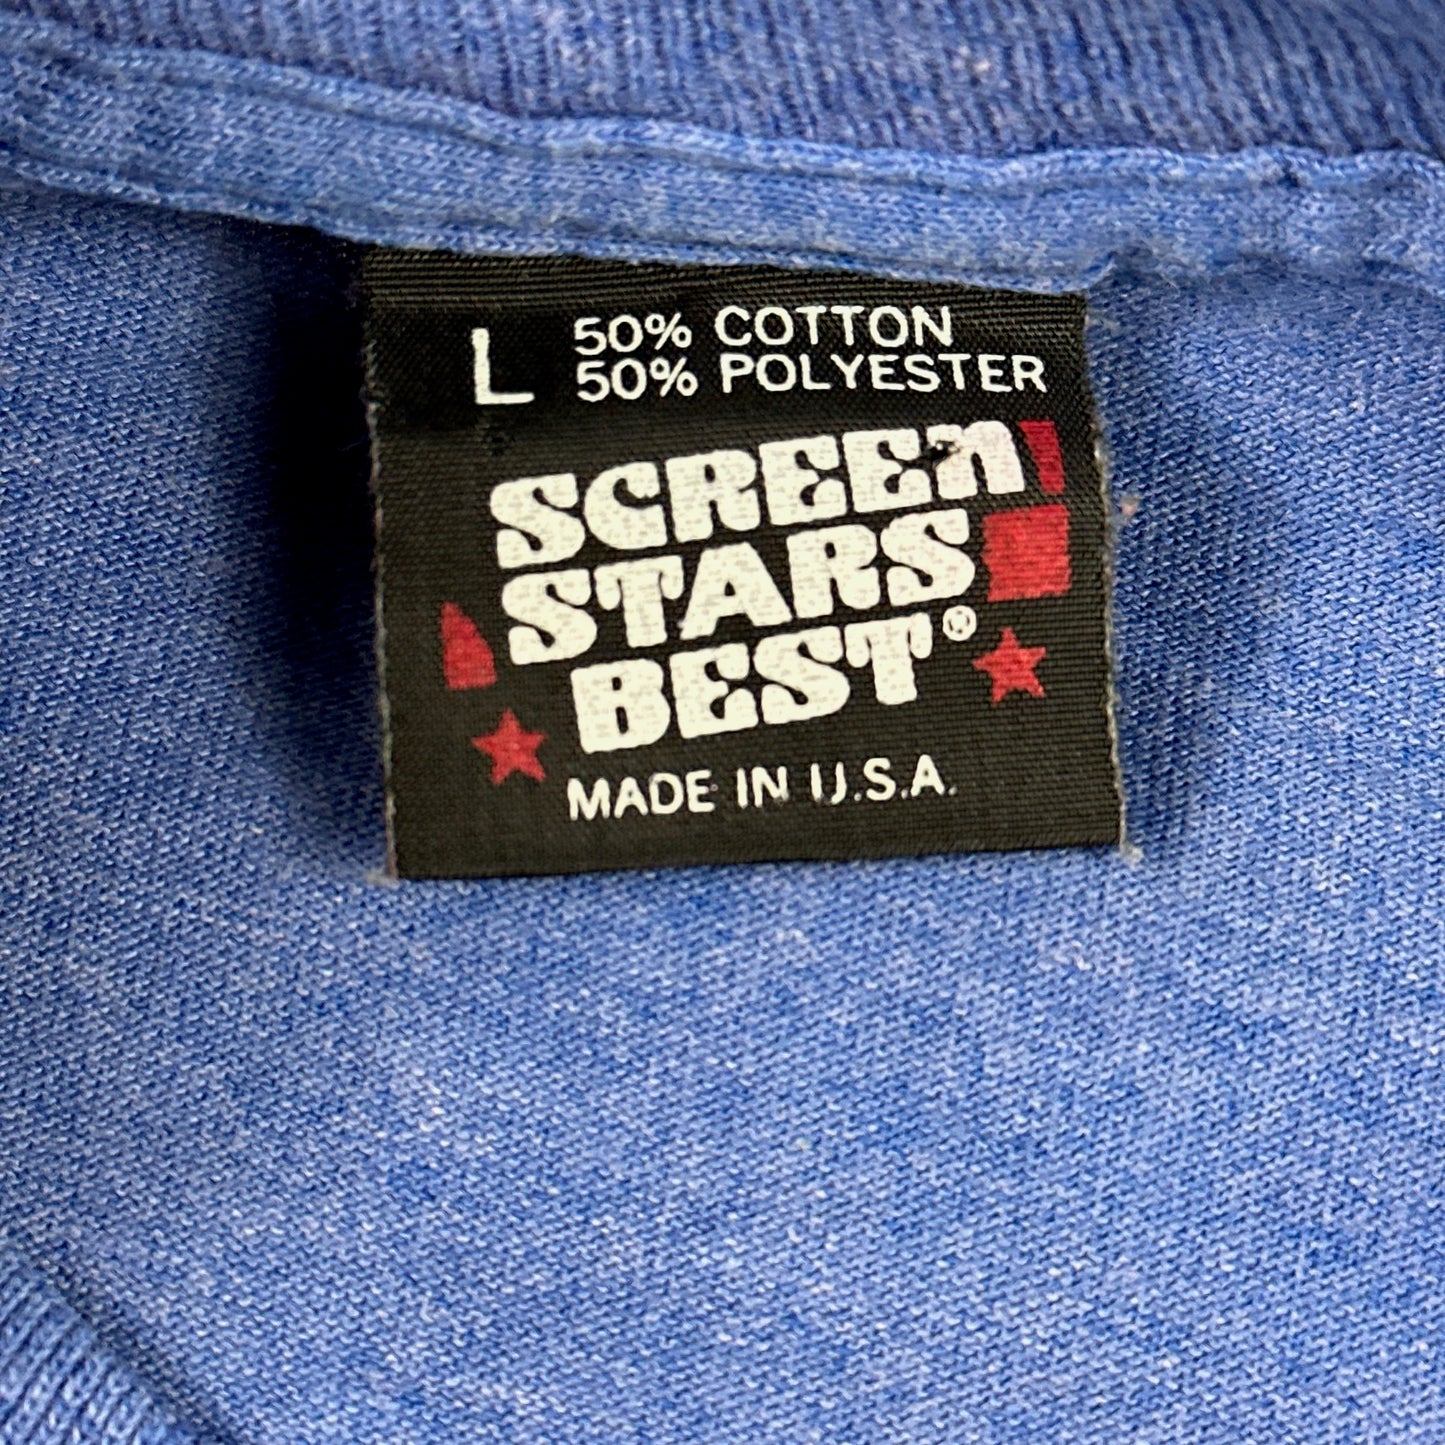 L 50% COTTON
50% POLYESTER
SCREEN
STARS
BEST®
MADE IN U.S.A.